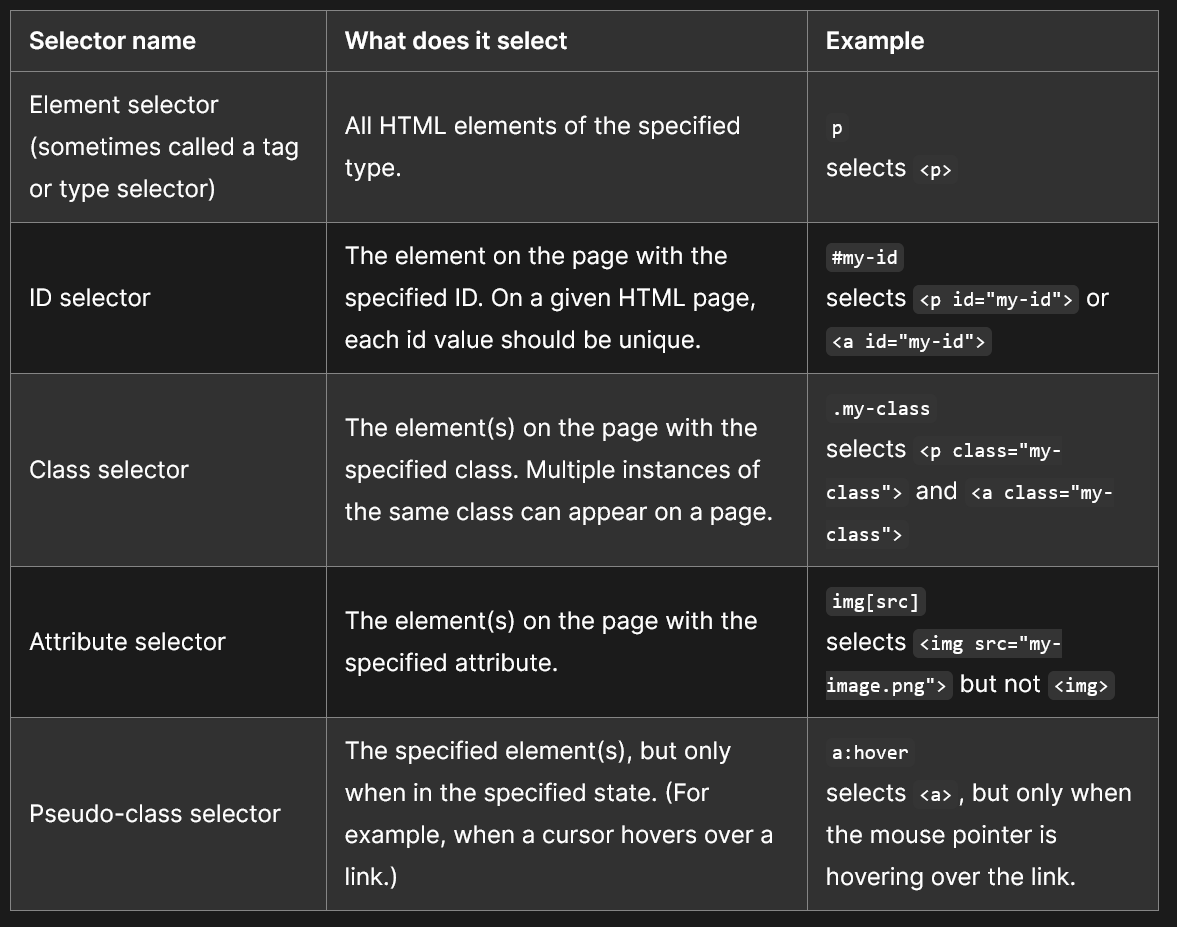 Selector name
What does it select
Example
Element selector
(sometimes called a tag
or type selector)
All HTML elements of the specified
type.
p
selects <p>
ID selector
The element on the page with the
specified ID. On a given HTML page,
each id value should be unique.
#my-id
selects <p id="my-id"> or
<a id="my-id">
Class selector
The element(s) on the page with the
specified class. Multiple instances of
the same class can appear on a page.
.my-class
selects <p class="my-
class"> and <a class="my-
class">
Attribute selector
The element(s) on the page with the
specified attribute.
img[src]
selects <img src="my-
image.png"> but not <img>
Pseudo-class selector
The specified element(s), but only
when in the specified state. (For
example, when a cursor hovers over a
link.)
a:hover
selects <a>, but only when
the mouse pointer is
hovering over the link.